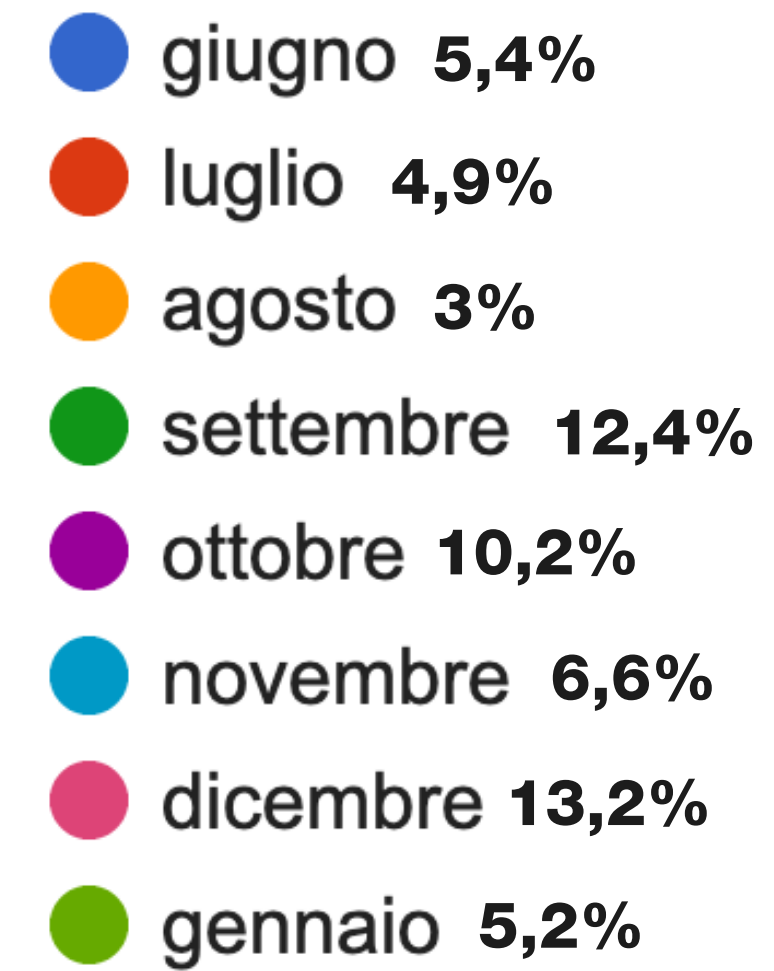 giugno 5,4%
luglio 4,9%
agosto 3%
settembre 12,4%
ottobre 10,2%
novembre 6,6%
dicembre 13,2%
gennaio 5,2%